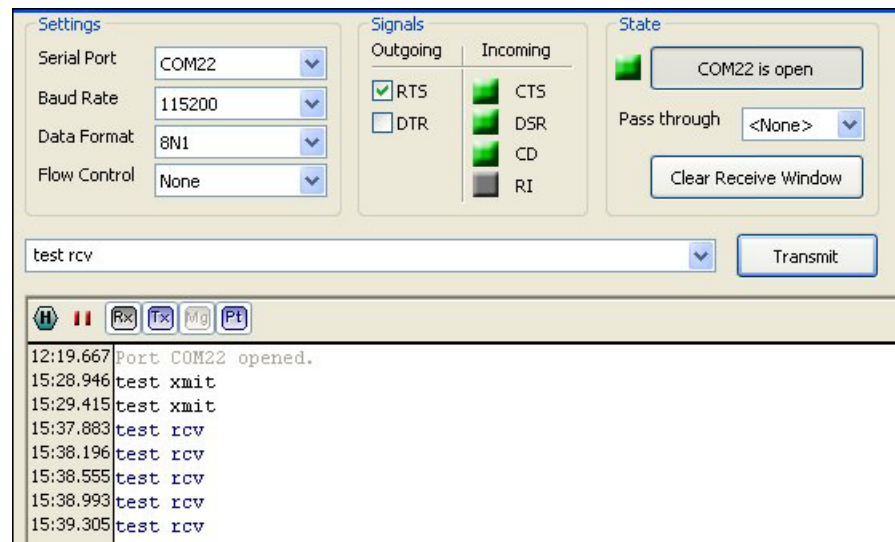 Settings
Serial Port COM22
Baud Rate 115200
Data Format 8N1
Flow Control None
Signals
Outgoing Incoming
RTS CTS
DTR DSR
CD
RI
State
COM22 is open
Pass through <None>
Clear Receive Window
test rcv Transmit
H Rx Tx Mg Pt
12:19.667 Port COM22 opened.
15:28.946 test xmit
15:29.415 test xmit
15:37.883 test rcv
15:38.196 test rcv
15:38.555 test rcv
15:38.993 test rcv
15:39.305 test rcv